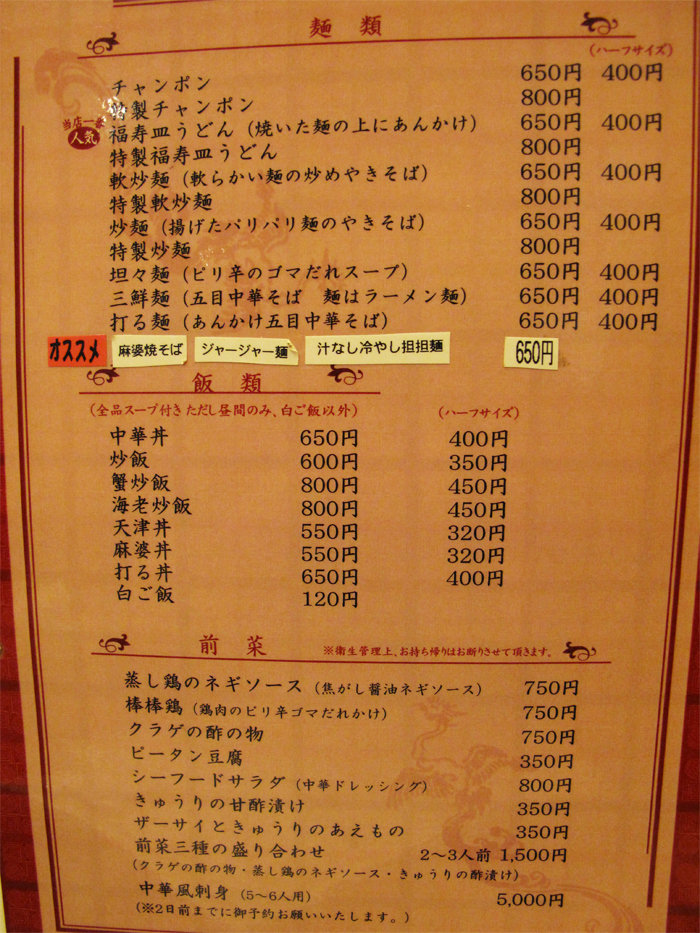 麺類
(ハーフサイズ)
チャンポン 650円 400円
特製チャンポン 800円
当店一番
人気
福寿皿うどん (焼いた麺の上にあんかけ) 650円 400円
特製福寿皿うどん 800円
軟炒麺 (軟らかい麺の炒めやきそば) 650円 400円
特製軟炒麺 800円
炒麺 (揚げたパリパリ麺のやきそば) 650円 400円
特製炒麺 800円
坦々麺 (ピリ辛のゴマだれスープ) 650円 400円
三鮮麺 (五目中華そば 麺はラーメン麺) 650円 400円
打る麺 (あんかけ五目中華そば) 650円 400円
オススメ 麻婆焼そば ジャージャー麺 汁なし冷やし担担麺 650円
飯類
(全品スープ付き ただし昼間のみ、白ご飯以外) (ハーフサイズ)
中華丼 650円 400円
炒飯 600円 350円
蟹炒飯 800円 450円
海老炒飯 800円 450円
天津丼 550円 320円
麻婆丼 550円 320円
打る丼 650円 400円
白ご飯 120円
前菜 ※衛生管理上、お持ち帰りはお断りさせて頂きます。
蒸し鶏のネギソース (焦がし醤油ネギソース) 750円
棒棒鶏 (鶏肉のピリ辛ゴマだれかけ) 750円
クラゲの酢の物 750円
ピータン豆腐 350円
シーフードサラダ (中華ドレッシング) 800円
きゅうりの甘酢漬け 350円
ザーサイときゅうりのあえもの 350円
前菜三種の盛り合わせ 2〜3人前 1,500円
(クラゲの酢の物・蒸し鶏のネギソース・きゅうりの酢漬け)
中華風刺身 (5〜6人用) 5,000円
(※2日前までに御予約お願いいたします。)